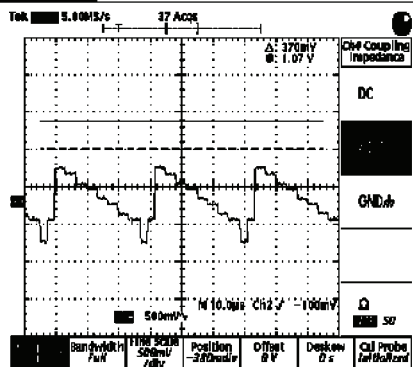 Tek 5.00MS/s 37 Acqs
Δ: 370mV
@: 1.07 V
Ch4 Coupling
Impedance
DC
GND
Ω
50
500mV
M 10.0µs Ch2 ∫ -100mV
Bandwidth
Full
Fine Scale
500mV
/div
Position
-380mdiv
Offset
0 V
Deskew
0 s
Cal Probe
Initialized